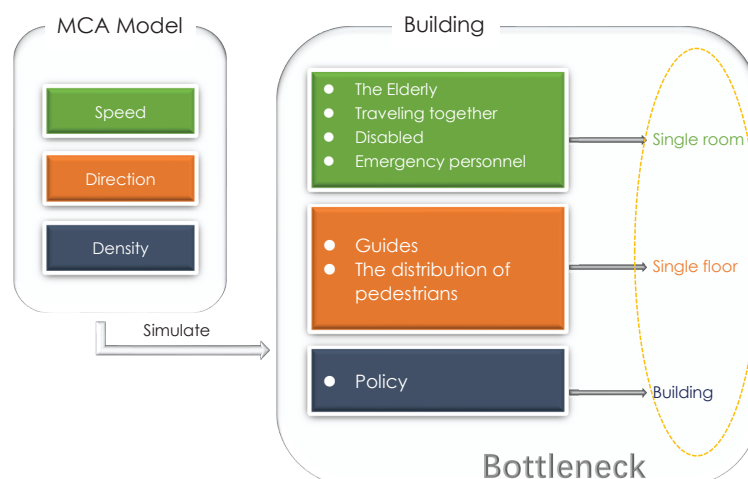 MCA Model
Speed
Direction
Density
Simulate
Building
The Elderly
Traveling together
Disabled
Emergency personnel
Single room
Guides
The distribution of
pedestrians
Single floor
Policy
Building
Bottleneck